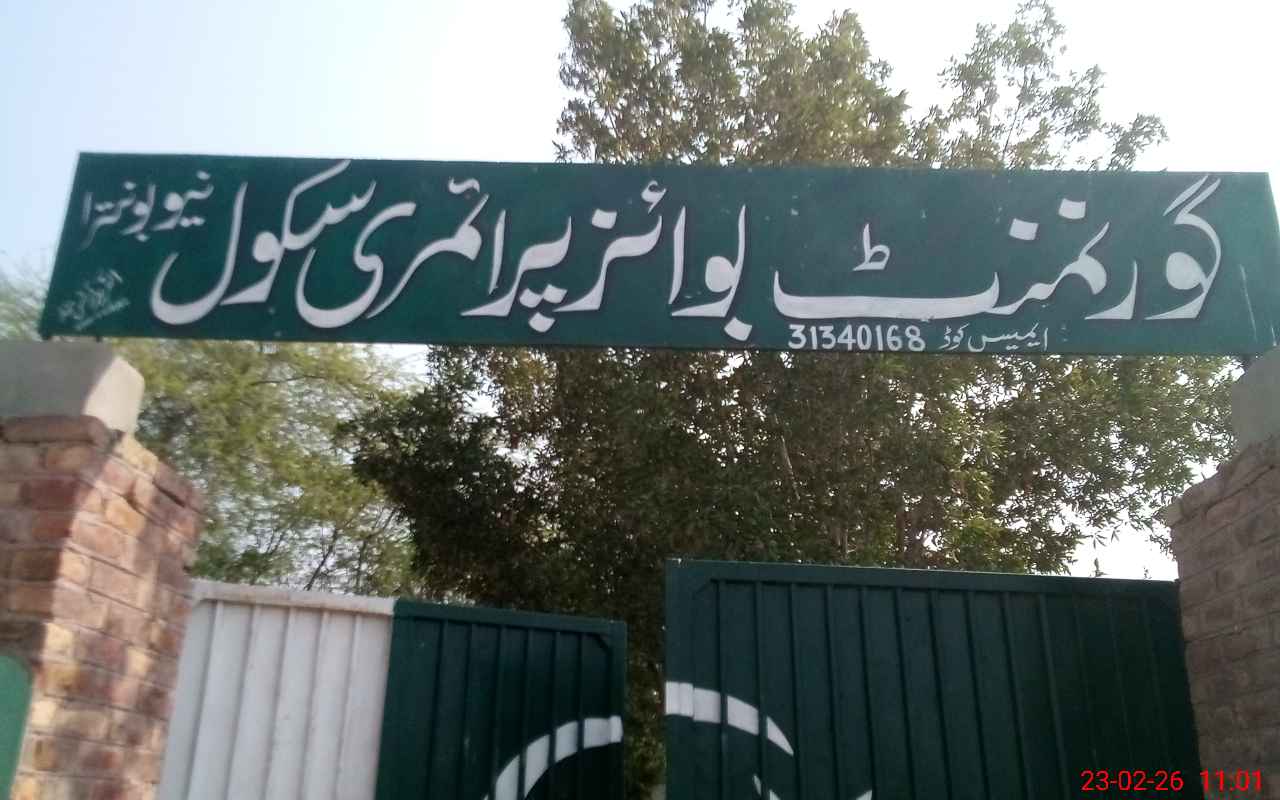 گورنمنٹ بوائز پرائمری سکول نیو بونترا
ایمیس کوڈ 31340168
23-02-26 11:01